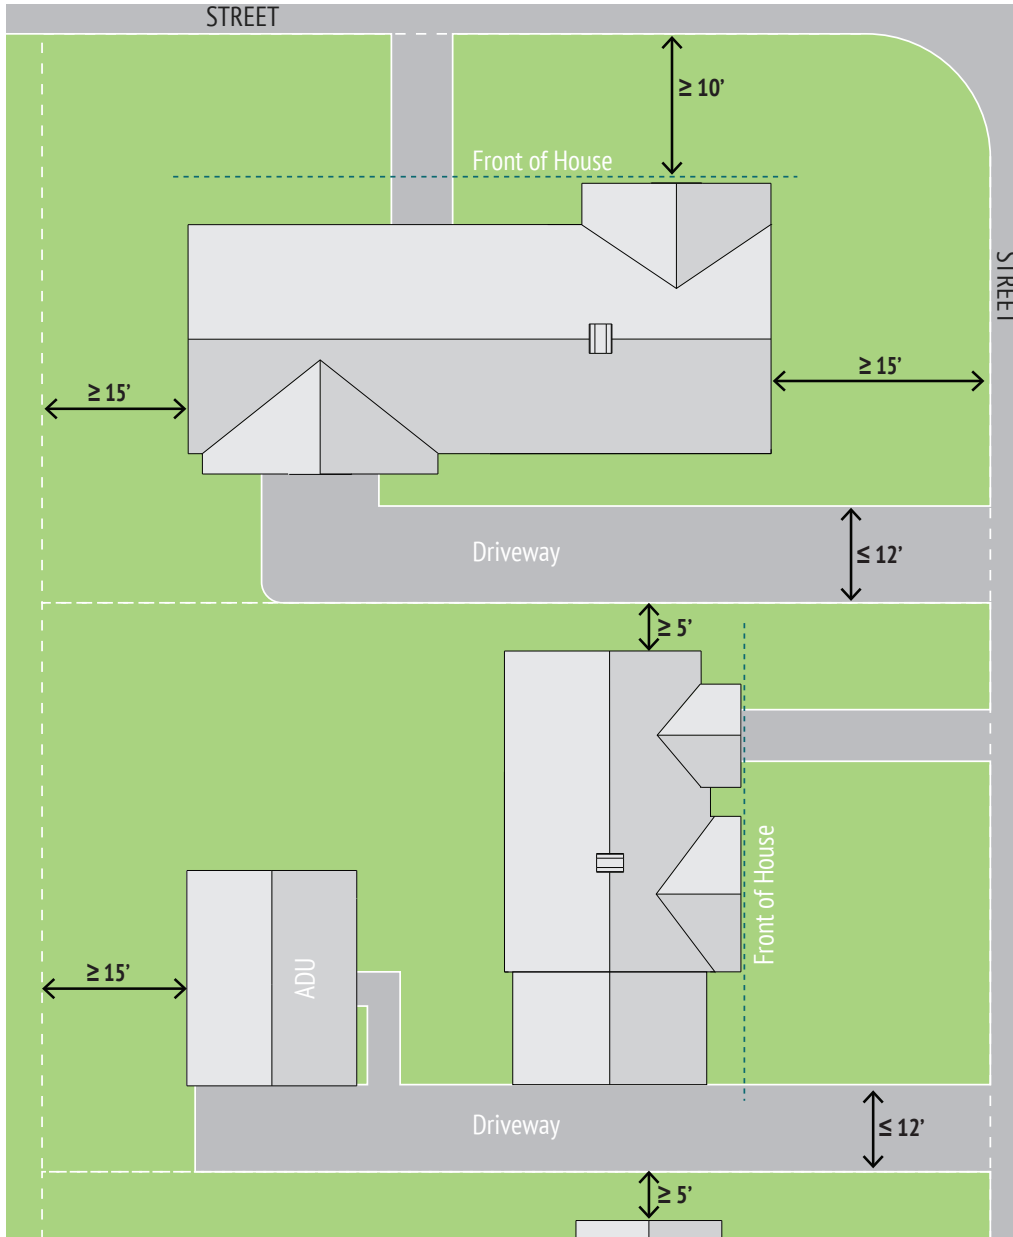 STREET
≥ 10’
Front of House
STREET
≥ 15’
≥ 15’
Driveway
≤ 12’
≥ 5’
Front of House
ADU
≥ 15’
Driveway
≤ 12’
≥ 5’